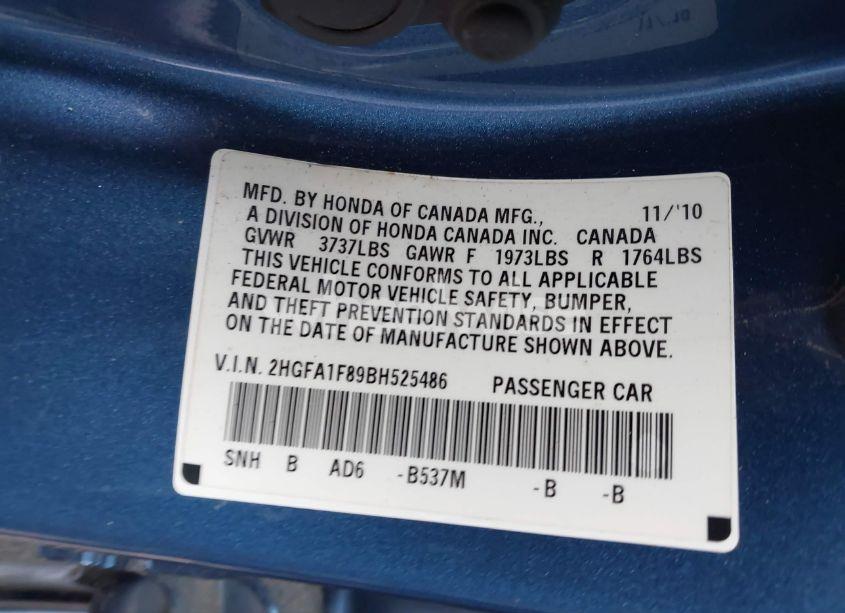 MFD. BY HONDA OF CANADA MFG., 11/'10
A DIVISION OF HONDA CANADA INC. CANADA
GVWR 3737LBS GAWR F 1973LBS R 1764LBS
THIS VEHICLE CONFORMS TO ALL APPLICABLE
FEDERAL MOTOR VEHICLE SAFETY, BUMPER,
AND THEFT PREVENTION STANDARDS IN EFFECT
ON THE DATE OF MANUFACTURE SHOWN ABOVE.
V.I.N. 2HGFA1F89BH525486 PASSENGER CAR
SNH B AD6 -B537M -B -B